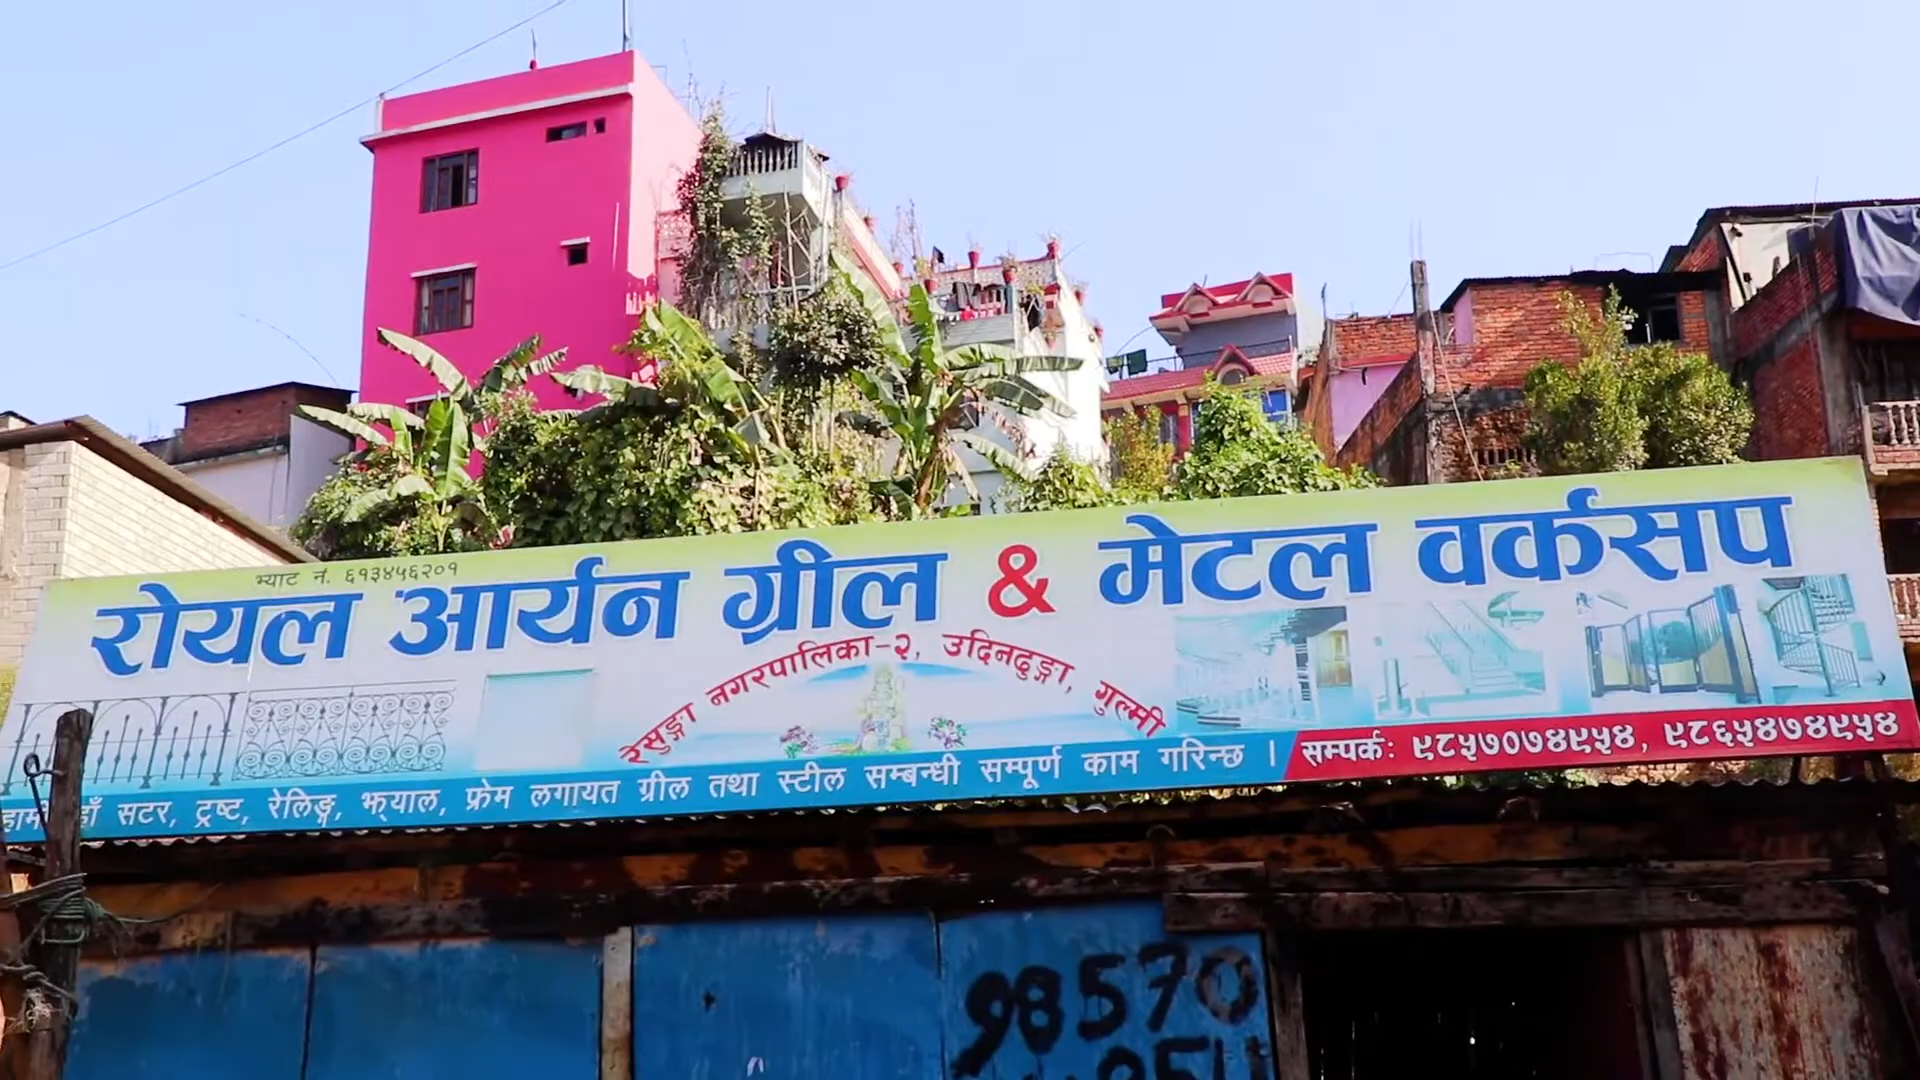 भ्याट नं. ६१३४५६२०१
रोयल आर्यन ग्रील & मेटल वर्कसप
रेसुङ्गा नगरपालिका-२, उदिनढुङ्गा, गुल्मी
सटर, ट्रष्ट, रेलिङ्ग, झ्याल, फ्रेम लगायत ग्रील तथा स्टील सम्बन्धी सम्पूर्ण काम गरिन्छ ।
सम्पर्कः ९८५७०७४९५४, ९८६५४७४९५४
98570